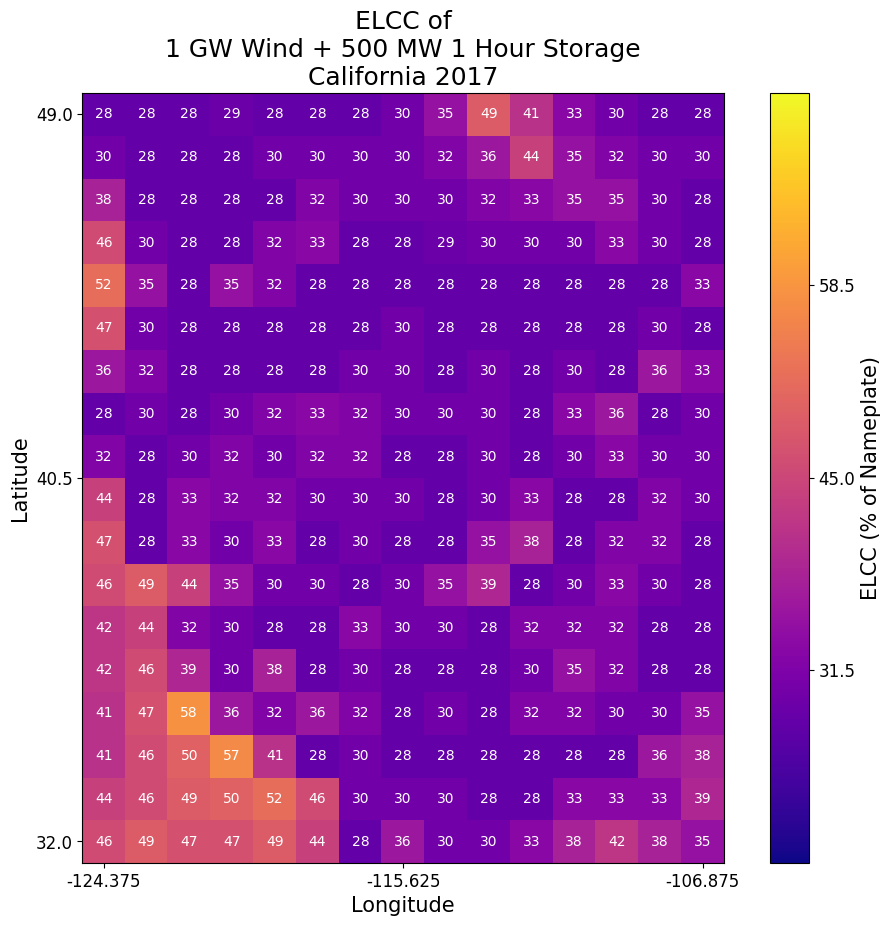 ELCC of
1 GW Wind + 500 MW 1 Hour Storage
California 2017
49.0
28 28 28 29 28 28 28 30 35 49 41 33 30 28 28
30 28 28 28 30 30 30 30 32 36 44 35 32 30 30
38 28 28 28 28 32 30 30 30 32 33 35 35 30 28
46 30 28 28 32 33 28 28 29 30 30 30 33 30 28
52 35 28 35 32 28 28 28 28 28 28 28 28 28 33
47 30 28 28 28 28 28 30 28 28 28 28 28 30 28
36 32 28 28 28 28 30 30 28 30 28 30 28 36 33
28 30 28 30 32 33 32 30 30 30 28 33 36 28 30
40.5
32 28 30 32 30 32 32 28 28 30 28 30 33 30 30
44 28 33 32 32 30 30 30 28 30 33 28 28 32 30
47 28 33 30 33 28 30 28 28 35 38 28 32 32 28
46 49 44 35 30 30 28 30 35 39 28 30 33 30 28
42 44 32 30 28 28 33 30 30 28 32 32 32 28 28
42 46 39 30 38 28 30 28 28 28 30 35 32 28 28
41 47 58 36 32 36 32 28 30 28 32 32 30 30 35
41 46 50 57 41 28 30 28 28 28 28 28 28 36 38
44 46 49 50 52 46 30 30 30 28 28 33 33 33 39
32.0
46 49 47 47 49 44 28 36 30 30 33 38 42 38 35
-124.375 -115.625 -106.875
Longitude
Latitude
58.5
45.0
31.5
ELCC (% of Nameplate)